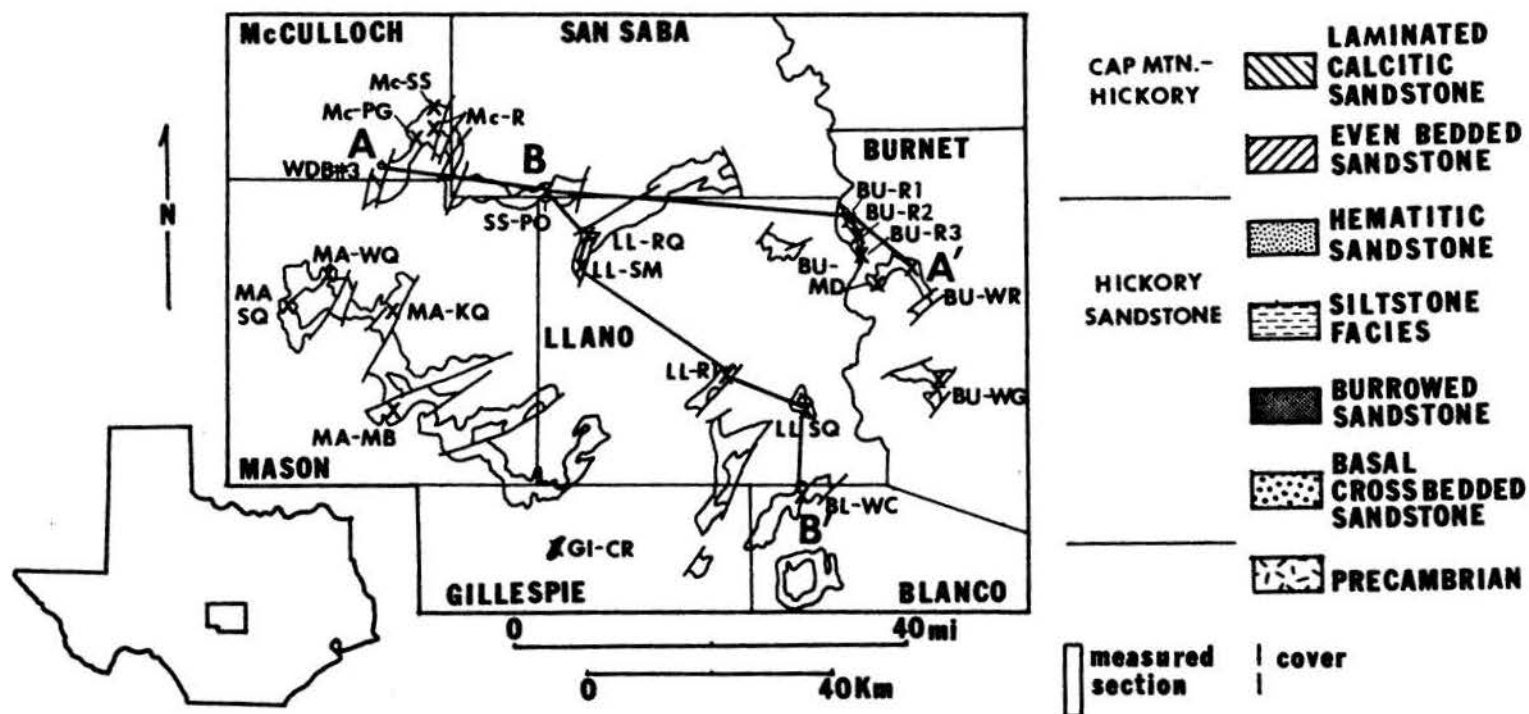 McCULLOCH
SAN SABA
Mc-SS
Mc-PG
Mc-R
A
WDB#3
B
BURNET
N
SS-PO
BU-R1
BU-R2
BU-R3
LL-RQ
LL-SM
A'
BU-
MD
BU-WR
MA-WQ
MA
SQ
MA-KQ
LLANO
LL-R1
BU-WG
LL SQ
MA-MB
MASON
BL-WC
B'
GI-CR
GILLESPIE
BLANCO
0
40 mi
0
40Km
CAP MTN.-
HICKORY
LAMINATED
CALCITIC
SANDSTONE
EVEN BEDDED
SANDSTONE
HICKORY
SANDSTONE
HEMATITIC
SANDSTONE
SILTSTONE
FACIES
BURROWED
SANDSTONE
BASAL
CROSSBEDDED
SANDSTONE
PRECAMBRIAN
measured
section
cover